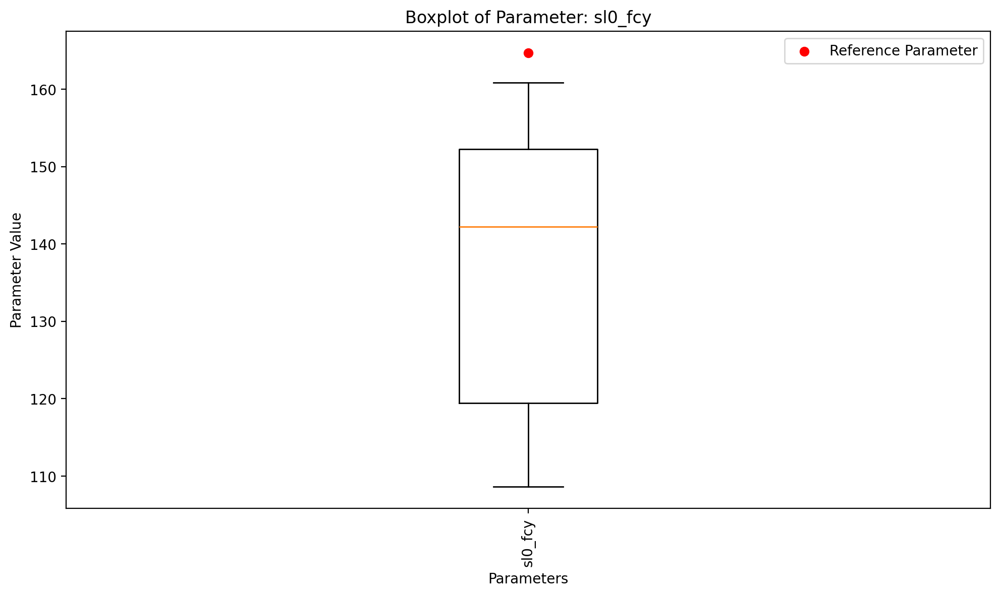 Boxplot of Parameter: sl0_fcy
Reference Parameter
160
150
140
130
120
110
Parameter Value
sl0_fcy
Parameters